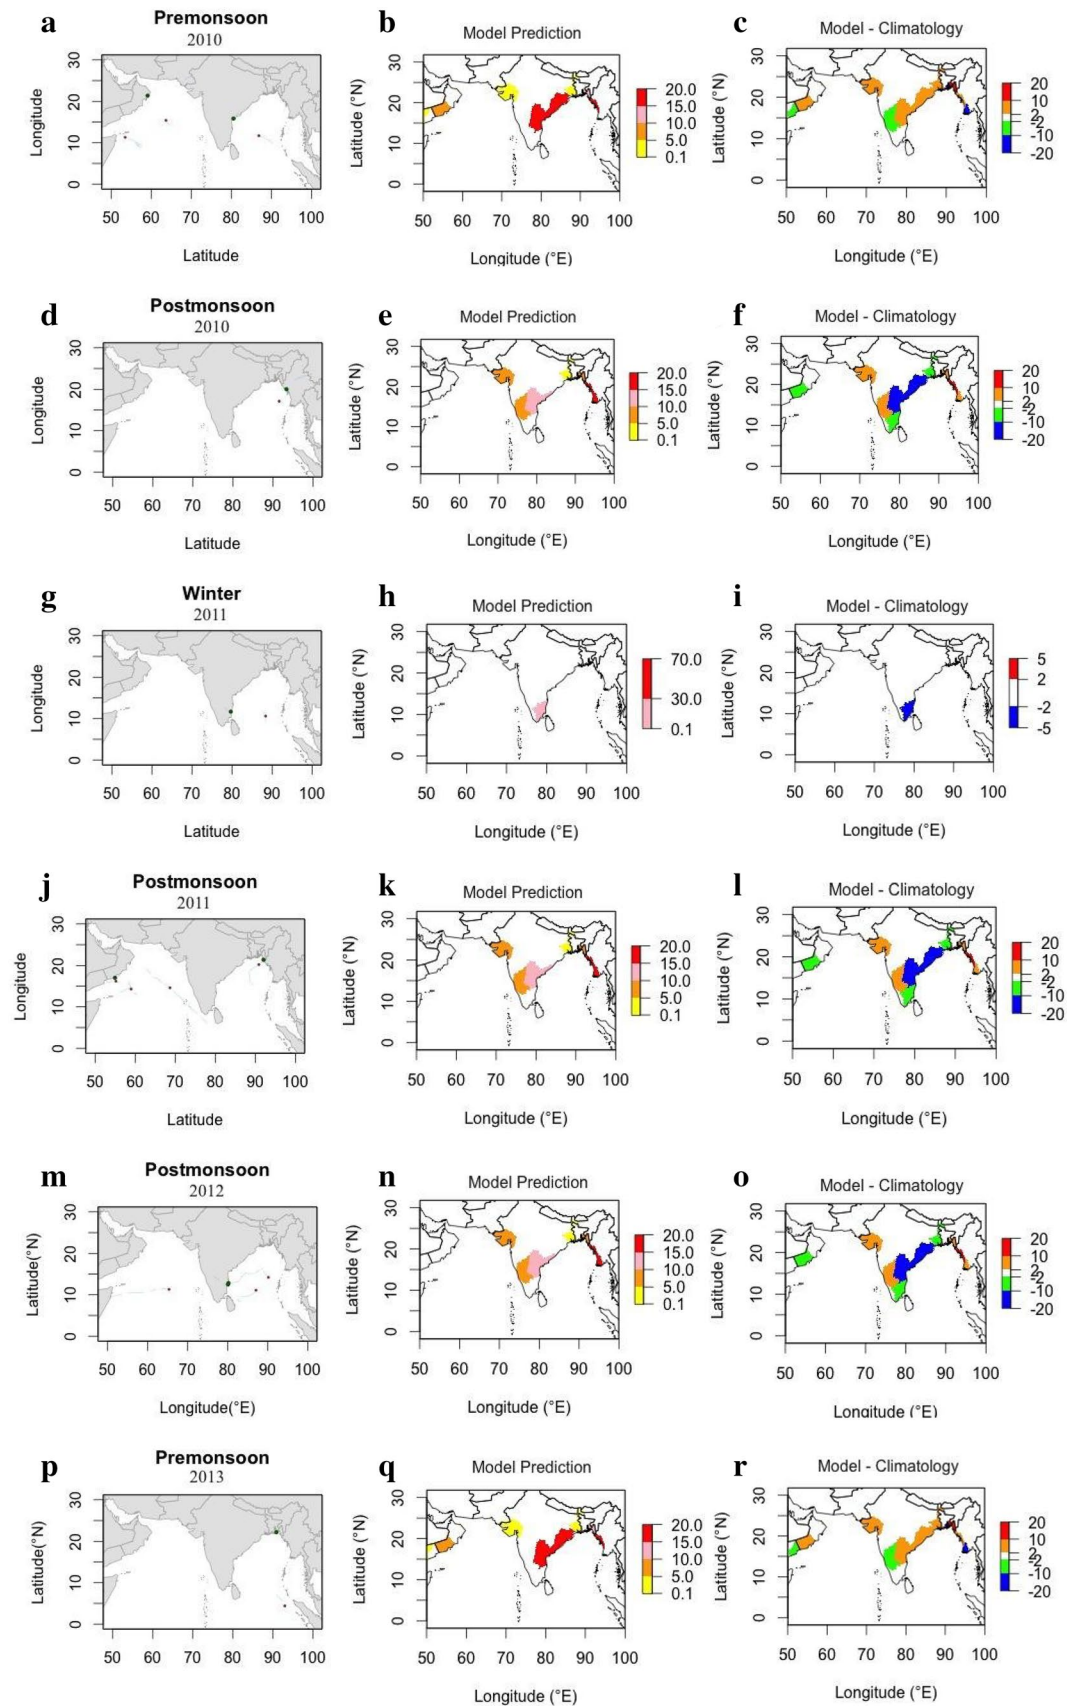 a Premonsoon b c
2010 Model Prediction Model - Climatology
Longitude
30
20
10
0
50 60 70 80 90 100
Latitude
Latitude (°N)
30
20
10
0
50 60 70 80 90 100
Longitude (°E)
20.0
15.0
10.0
5.0
0.1
Latitude (°N)
30
20
10
0
50 60 70 80 90 100
Longitude (°E)
20
10
2
-2
-10
-20
d Postmonsoon e f
2010 Model Prediction Model - Climatology
Longitude
30
20
10
0
50 60 70 80 90 100
Latitude
Latitude (°N)
30
20
10
0
50 60 70 80 90 100
Longitude (°E)
20.0
15.0
10.0
5.0
0.1
Latitude (°N)
30
20
10
0
50 60 70 80 90 100
Longitude (°E)
20
10
2
-2
-10
-20
g Winter h i
2011 Model Prediction Model - Climatology
Longitude
30
20
10
0
50 60 70 80 90 100
Latitude
Latitude (°N)
30
20
10
0
50 60 70 80 90 100
Longitude (°E)
70.0
30.0
0.1
Latitude (°N)
30
20
10
0
50 60 70 80 90 100
Longitude (°E)
5
2
-2
-5
j Postmonsoon k l
2011 Model Prediction Model - Climatology
Longitude
30
20
10
0
50 60 70 80 90 100
Latitude
Latitude (°N)
30
20
10
0
50 60 70 80 90 100
Longitude (°E)
20.0
15.0
10.0
5.0
0.1
Latitude (°N)
30
20
10
0
50 60 70 80 90 100
Longitude (°E)
20
10
2
-2
-10
-20
m Postmonsoon n o
2012 Model Prediction Model - Climatology
Latitude(°N)
30
20
10
0
50 60 70 80 90 100
Longitude(°E)
Latitude (°N)
30
20
10
0
50 60 70 80 90 100
Longitude (°E)
20.0
15.0
10.0
5.0
0.1
Latitude (°N)
30
20
10
0
50 60 70 80 90 100
Longitude (°E)
20
10
2
-2
-10
-20
p Premonsoon q r
2013 Model Prediction Model - Climatology
Latitude(°N)
30
20
10
0
50 60 70 80 90 100
Longitude(°E)
Latitude (°N)
30
20
10
0
50 60 70 80 90 100
Longitude (°E)
20.0
15.0
10.0
5.0
0.1
Latitude (°N)
30
20
10
0
50 60 70 80 90 100
Longitude (°E)
20
10
2
-2
-10
-20